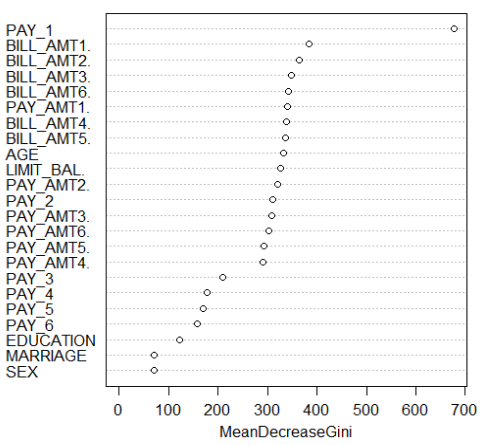 PAY_1
BILL_AMT1.
BILL_AMT2.
BILL_AMT3.
BILL_AMT6.
PAY_AMT1.
BILL_AMT4.
BILL_AMT5.
AGE
LIMIT_BAL.
PAY_AMT2.
PAY_2
PAY_AMT3.
PAY_AMT6.
PAY_AMT5.
PAY_AMT4.
PAY_3
PAY_4
PAY_5
PAY_6
EDUCATION
MARRIAGE
SEX
0 100 200 300 400 500 600 700
MeanDecreaseGini